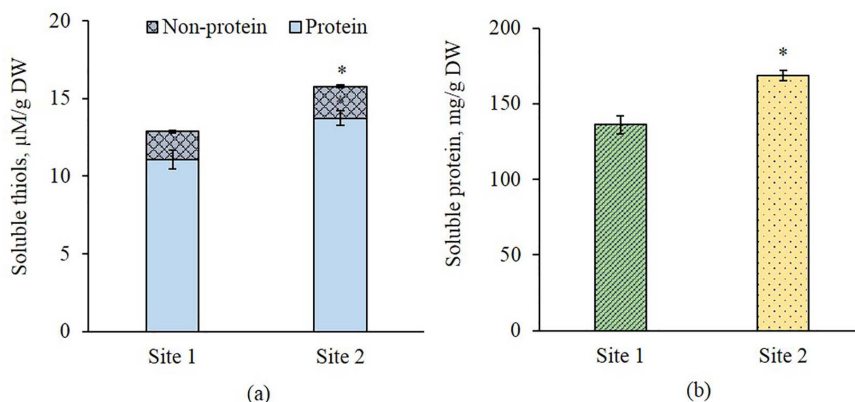 Soluble thiols, µM/g DW
20
15
10
5
0
Non-protein
Protein
*
*
Site 1
Site 2
(a)
Soluble protein, mg/g DW
200
150
100
50
0
*
Site 1
Site 2
(b)